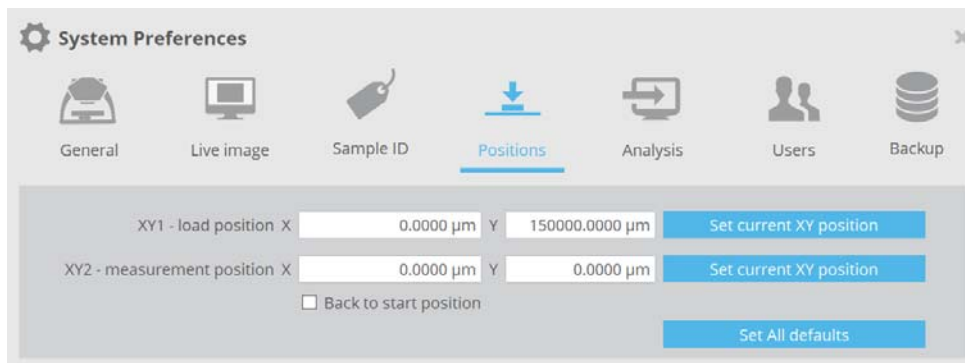 System Preferences
General Live image Sample ID Positions Analysis Users Backup
XY1 - load position X 0.0000 µm Y 150000.0000 µm Set current XY position
XY2 - measurement position X 0.0000 µm Y 0.0000 µm Set current XY position
Back to start position
Set All defaults